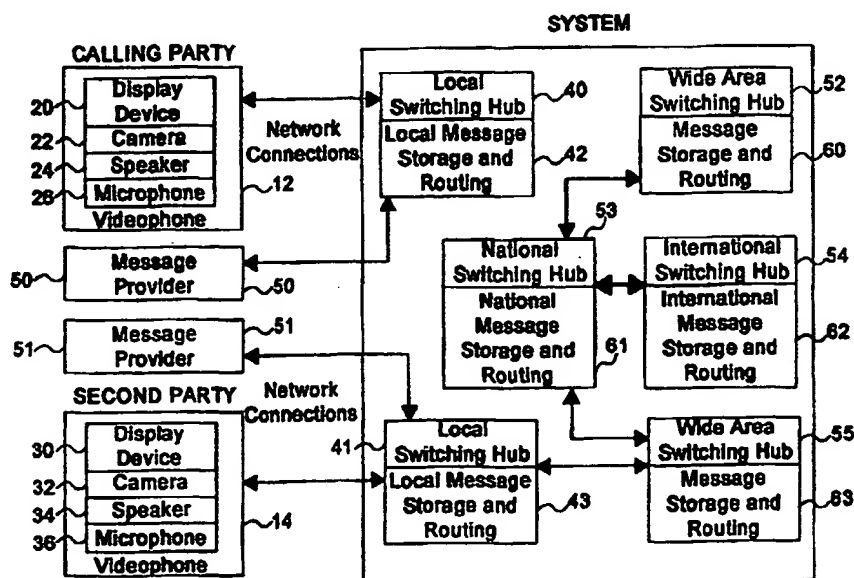 SYSTEM
CALLING PARTY
20
Display
Device
22
Camera
24
Speaker
26
Microphone
Videophone
12
Network
Connections
Local
Switching Hub
40
Local Message
Storage and
Routing
42
Wide Area
Switching Hub
52
Message
Storage and
Routing
60
50
Message
Provider
50
51
Message
Provider
51
53
National
Switching Hub
National
Message
Storage and
Routing
61
International
Switching Hub
54
International
Message
Storage and
Routing
62
SECOND PARTY
30
Display
Device
32
Camera
34
Speaker
36
Microphone
Videophone
14
Network
Connections
41
Local
Switching Hub
Local Message
Storage and
Routing
43
Wide Area
Switching Hub
55
Message
Storage and
Routing
63